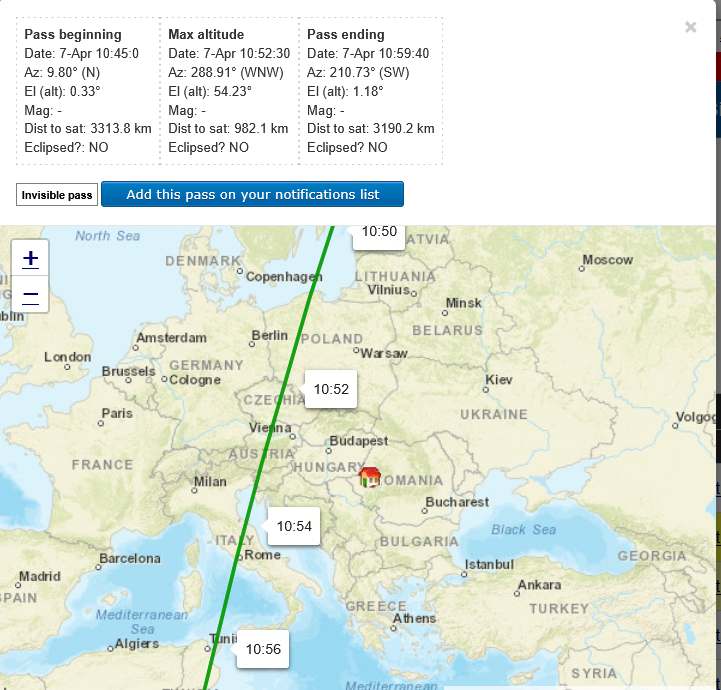 Pass beginning
Date: 7-Apr 10:45:0
Az: 9.80° (N)
El (alt): 0.33°
Mag: -
Dist to sat: 3313.8 km
Eclipsed?: NO
Max altitude
Date: 7-Apr 10:52:30
Az: 288.91° (WNW)
El (alt): 54.23°
Mag: -
Dist to sat: 982.1 km
Eclipsed? NO
Pass ending
Date: 7-Apr 10:59:40
Az: 210.73° (SW)
El (alt): 1.18°
Mag: -
Dist to sat: 3190.2 km
Eclipsed? NO
×
Invisible pass
Add this pass on your notifications list
+
−
North Sea
10:50
ATVIA
DENMARK
Copenhagen
LITHUANIA
Vilnius
Moscow
Minsk
blin
Amsterdam
Berlin
POLAND
BELARUS
London
Warsaw
Brussels
GERMANY
Cologne
10:52
Kiev
CZECHIA
Paris
UKRAINE
Volgog
Vienna
Budapest
AUSTRIA
FRANCE
HUNGARY
Milan
OMANIA
Bucharest
10:54
Black Sea
ITALY
BULGARIA
Rome
GEORGIA
Barcelona
Istanbul
Madrid
Ankara
SPAIN
GREECE
TURKEY
Mediterranean
Sea
Athens
Algiers
Tuni
10:56
SYRIA
Mediterranean